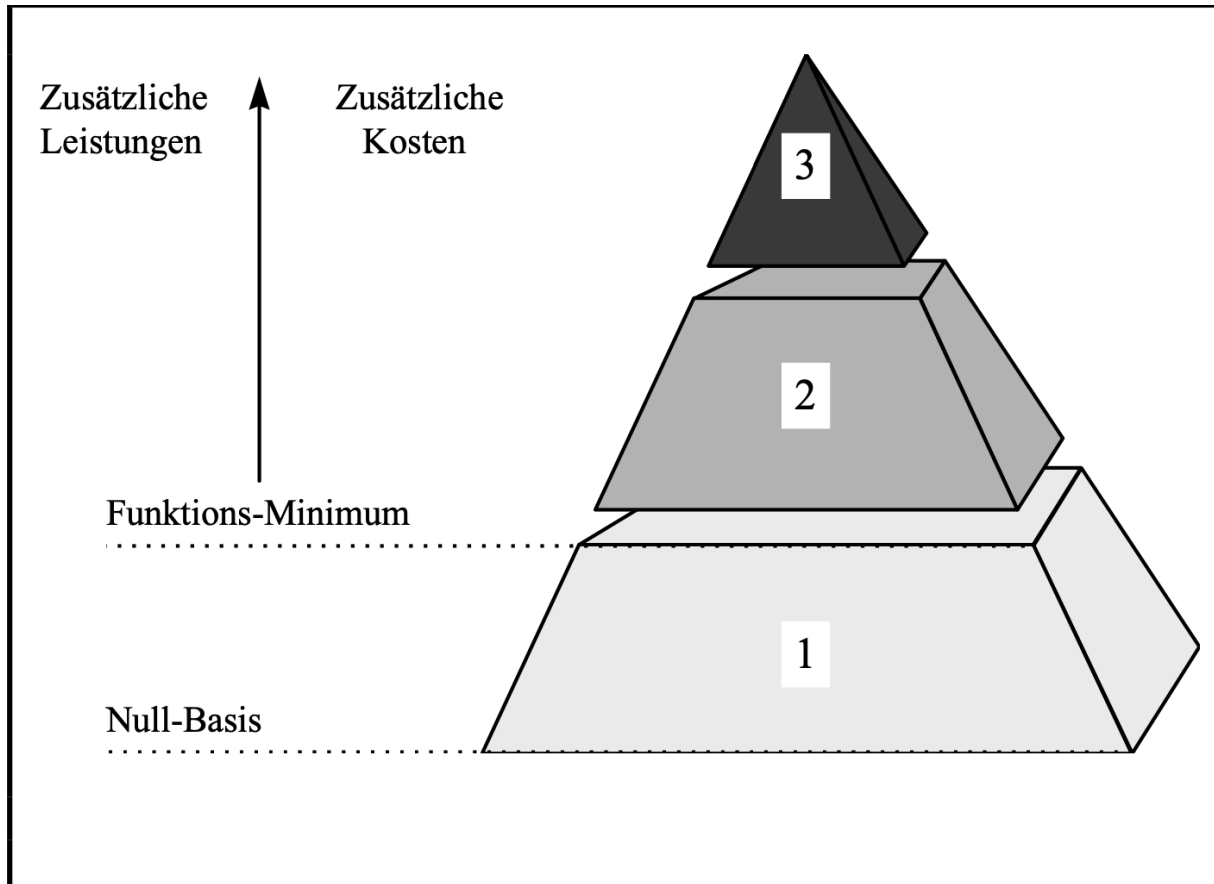 Zusätzliche
Leistungen
Zusätzliche
Kosten
3
2
Funktions-Minimum
1
Null-Basis